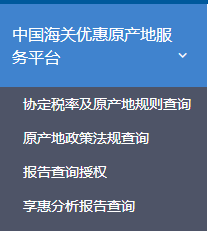 中国海关优惠原产地服
务平台
协定税率及原产地规则查询
原产地政策法规查询
报告查询授权
享惠分析报告查询